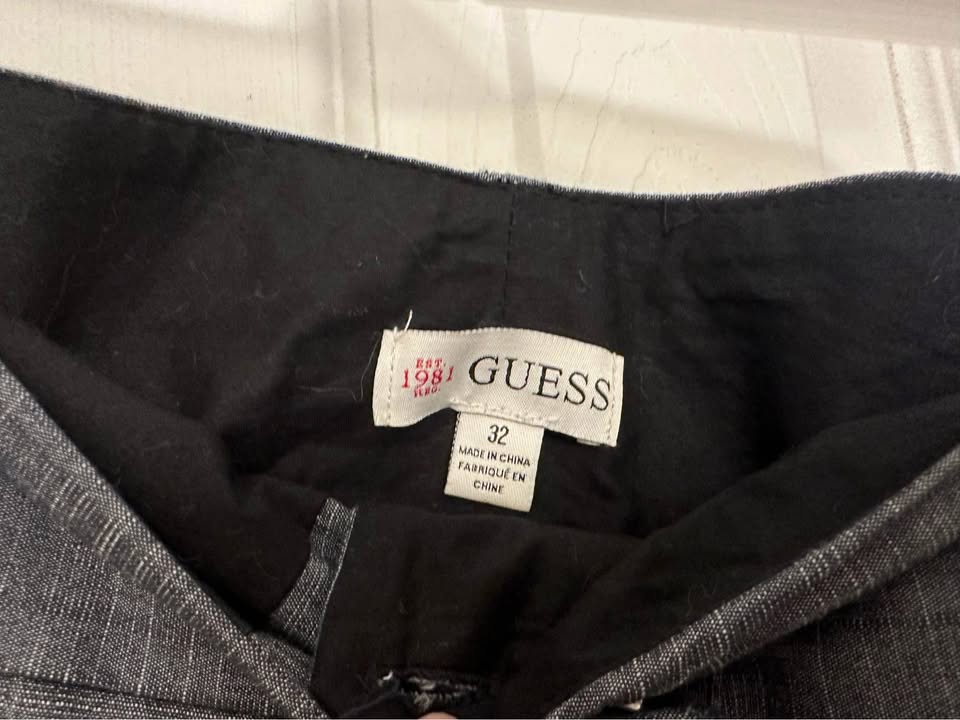 EST.
1981 GUESS
32
MADE IN CHINA
FABRIQUÉ EN
CHINE